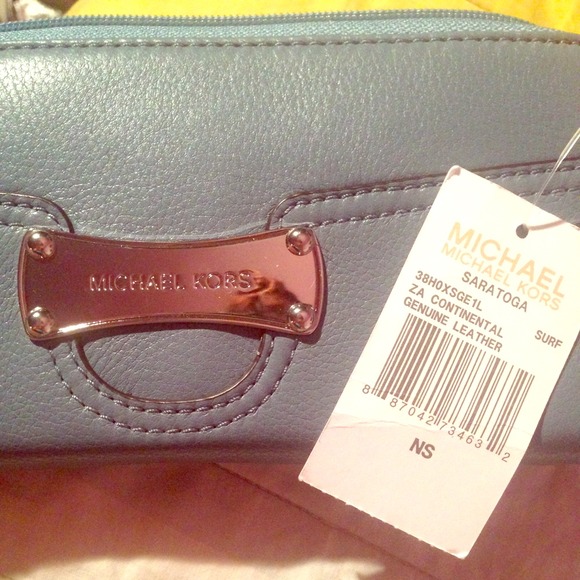 MICHAEL KORS
MICHAEL
MICHAEL KORS
SARATOGA
38H0XSGE1L SURF
ZA CONTINENTAL
GENUINE LEATHER
8 87042 73463 2
NS